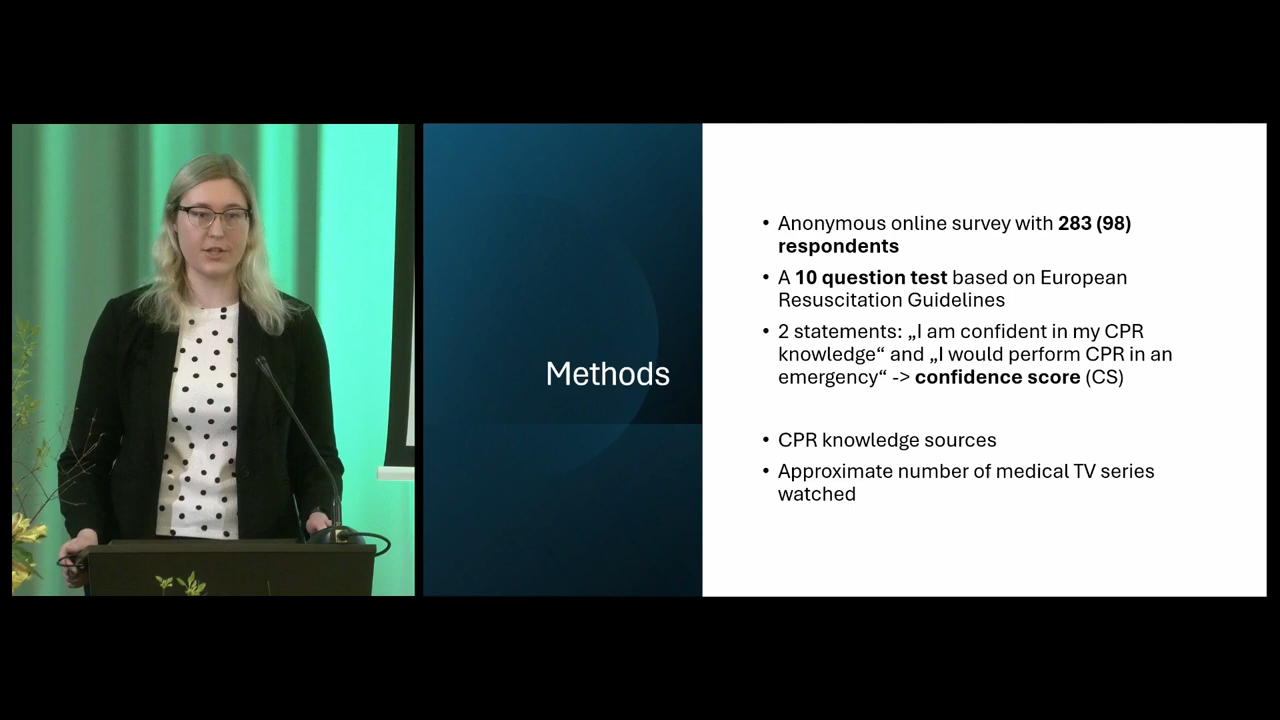 Methods
• Anonymous online survey with 283 (98)
respondents
• A 10 question test based on European
Resuscitation Guidelines
• 2 statements: „I am confident in my CPR
knowledge“ and „I would perform CPR in an
emergency“ -> confidence score (CS)
• CPR knowledge sources
• Approximate number of medical TV series
watched